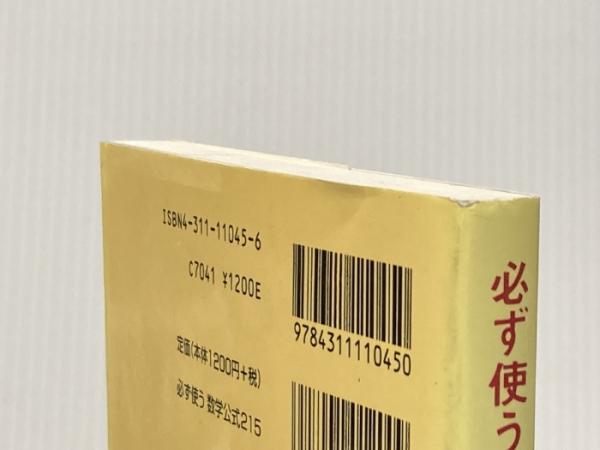 ISBN4-311-11045-6
C7041 ¥1200E
定価(本体1200円+税)
必ず使う 数学公式215
9784311110450
必ず使う